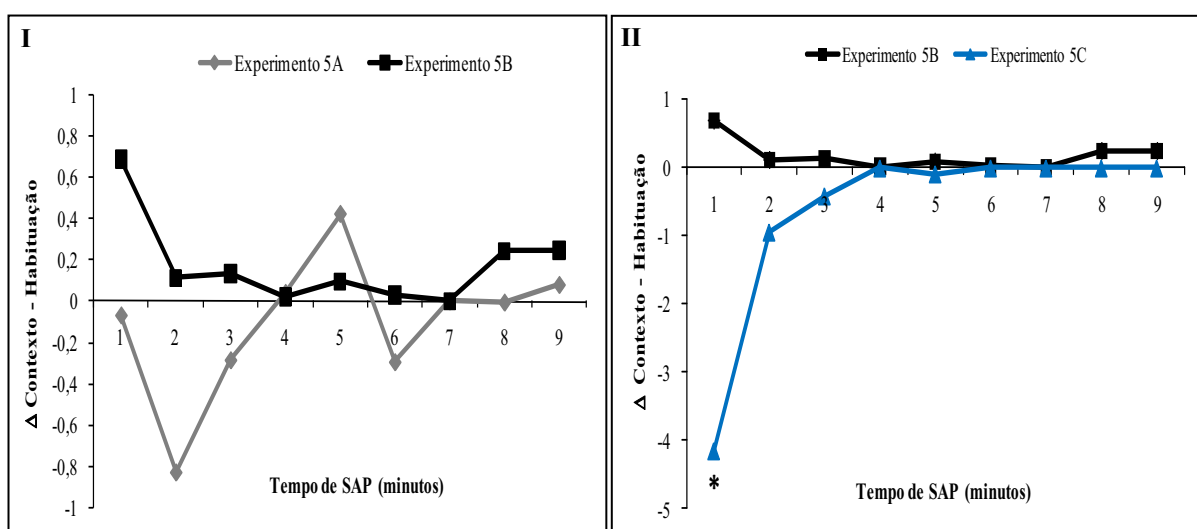 I
Experimento 5A
Experimento 5B
1
0,8
0,6
0,4
0,2
0
-0,2
-0,4
-0,6
-0,8
-1
Δ Contexto - Habituação
1 2 3 4 5 6 7 8 9
Tempo de SAP (minutos)
II
Experimento 5B
Experimento 5C
1
0
-1
-2
-3
-4
-5
Δ Contexto - Habituação
1 2 3 4 5 6 7 8 9
*
Tempo de SAP (minutos)